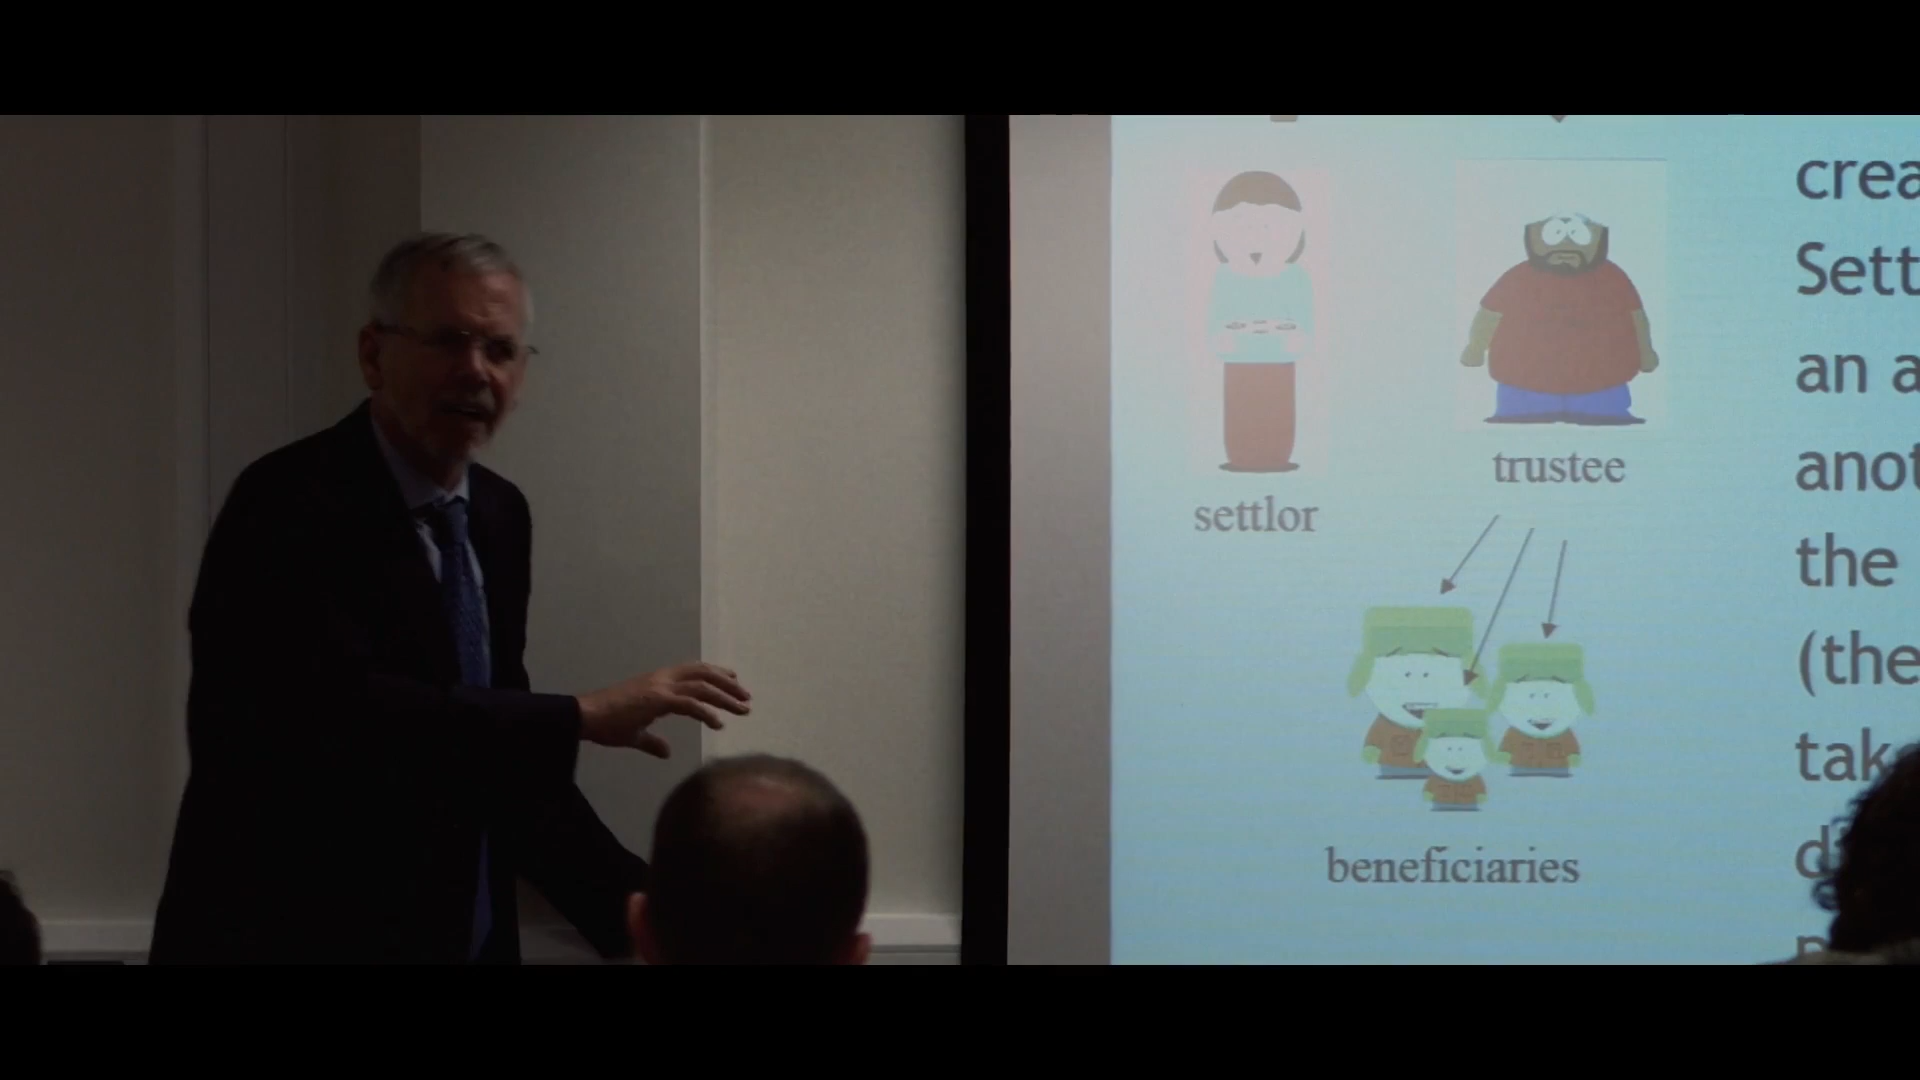 settlor
trustee
beneficiaries
crea
Sett
an a
anot
the
(the
tak